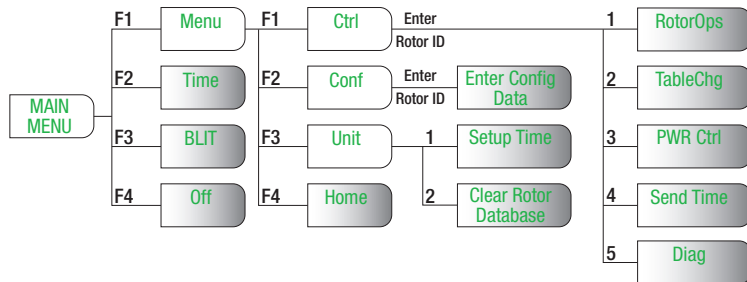 F1 Menu F1 Ctrl Enter Rotor ID 1 RotorOps
F2 Time F2 Conf Enter Rotor ID Enter Config Data 2 TableChg
MAIN MENU
F3 BLIT F3 Unit 1 Setup Time 3 PWR Ctrl
F4 Off F4 Home 2 Clear Rotor Database 4 Send Time
5 Diag